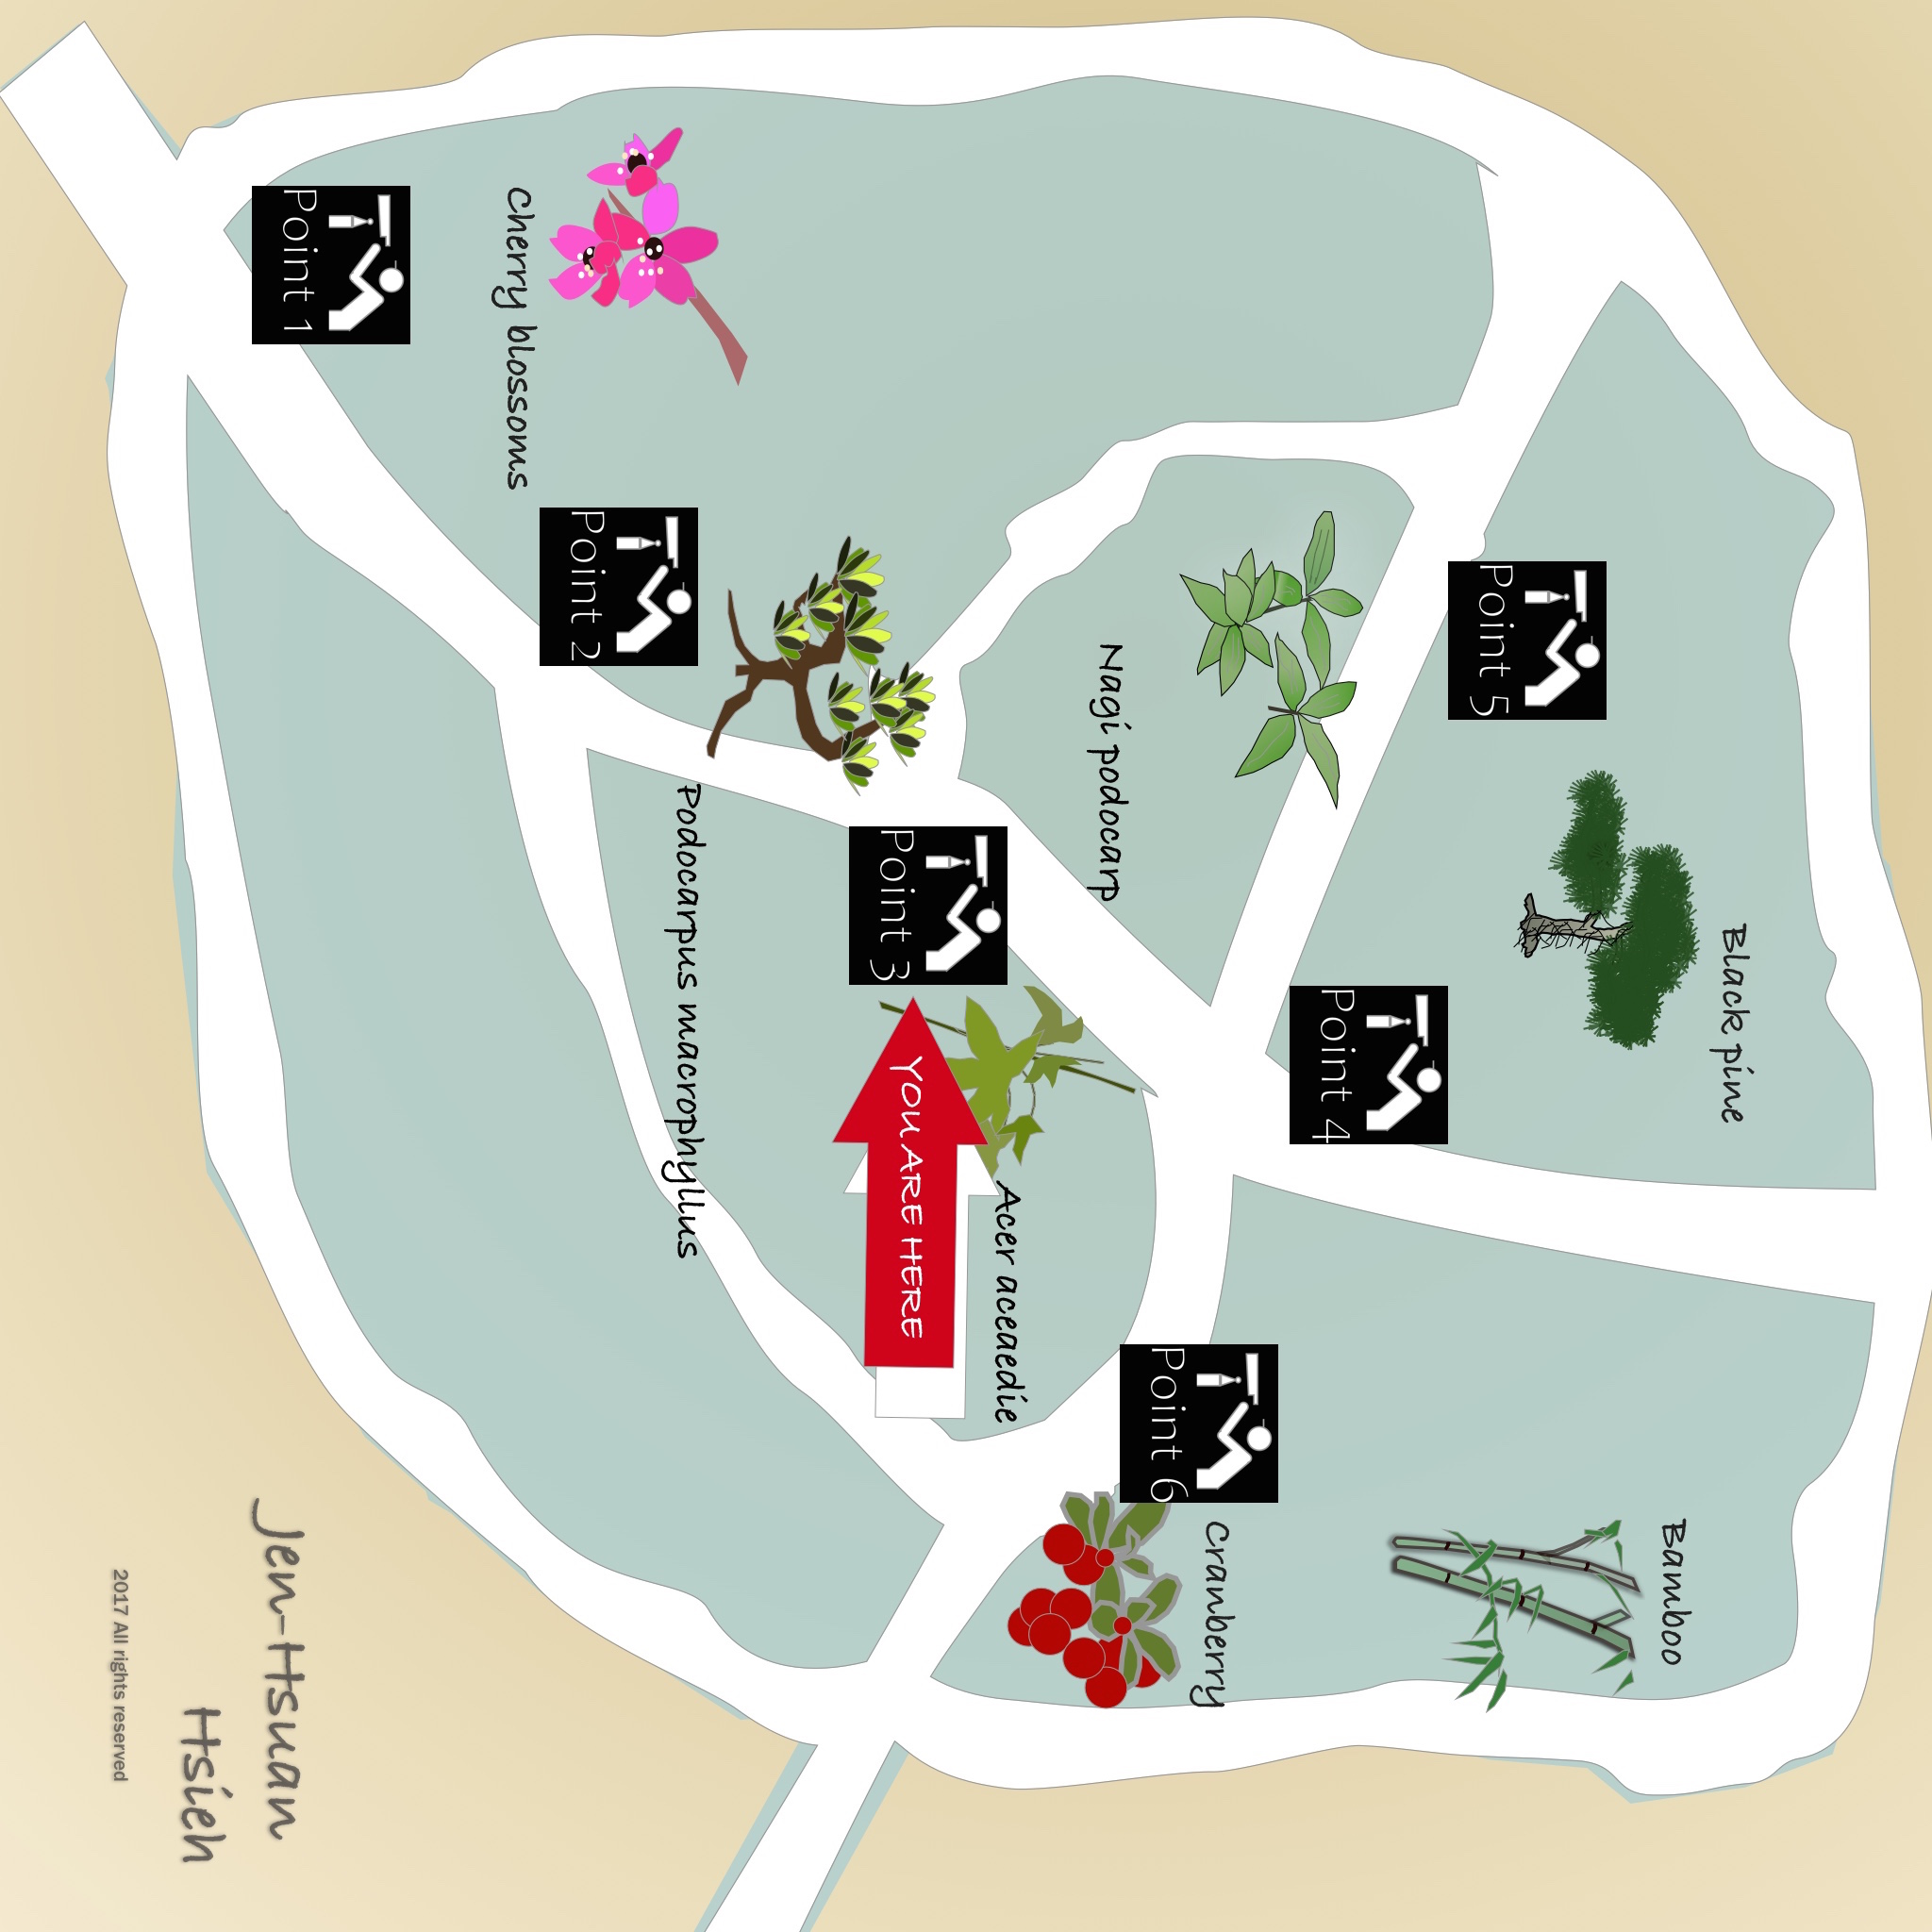 Black pine
Bamboo
Point 5
Point 4
Nagi podocarp
Cranberry
Point 6
Acer aceaedie
Point 3
YOU ARE HERE
Podocarpus macrophyllus
Point 2
Cherry blossoms
Point 1
Jen-Hsuan
Hsieh
2017 All rights reserved